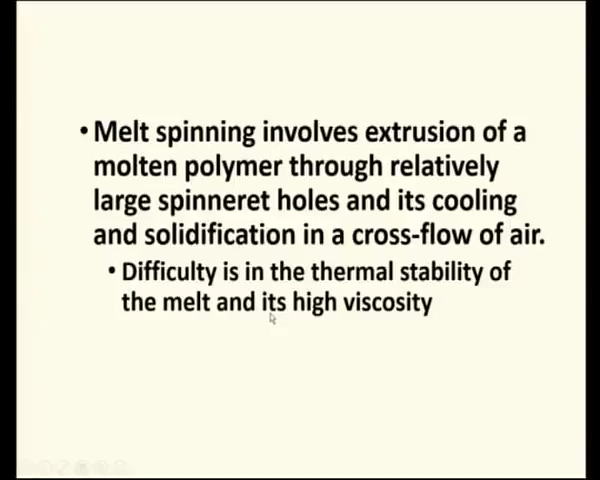 • Melt spinning involves extrusion of a
molten polymer through relatively
large spinneret holes and its cooling
and solidification in a cross-flow of air.
• Difficulty is in the thermal stability of
the melt and its high viscosity